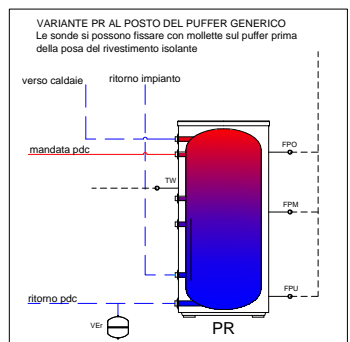 VARIANTE PR AL POSTO DEL PUFFER GENERICO
Le sonde si possono fissare con mollette sul puffer prima
della posa del rivestimento isolante
verso caldaie
ritorno impianto
mandata pdc
FPO
TW
FPM
FPU
ritorno pdc
VEr
PR